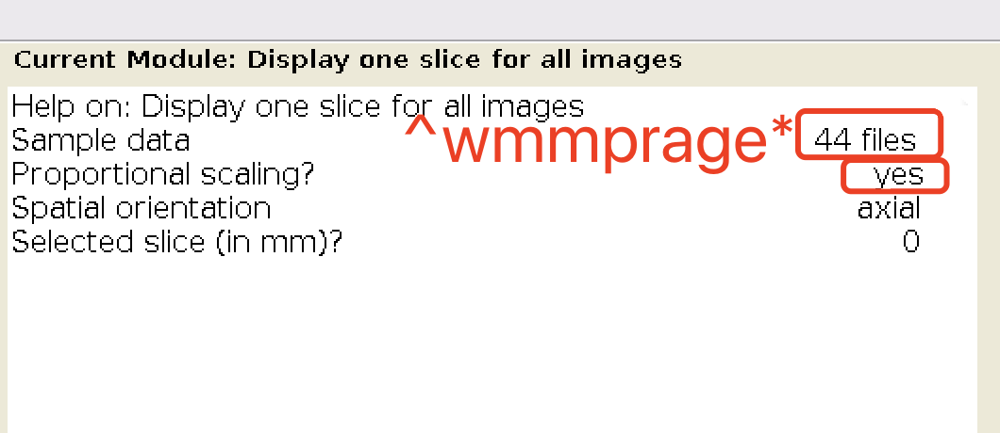 Current Module: Display one slice for all images
Help on: Display one slice for all images
Sample data ^wmmprage* 44 files
Proportional scaling? yes
Spatial orientation axial
Selected slice (in mm)? 0